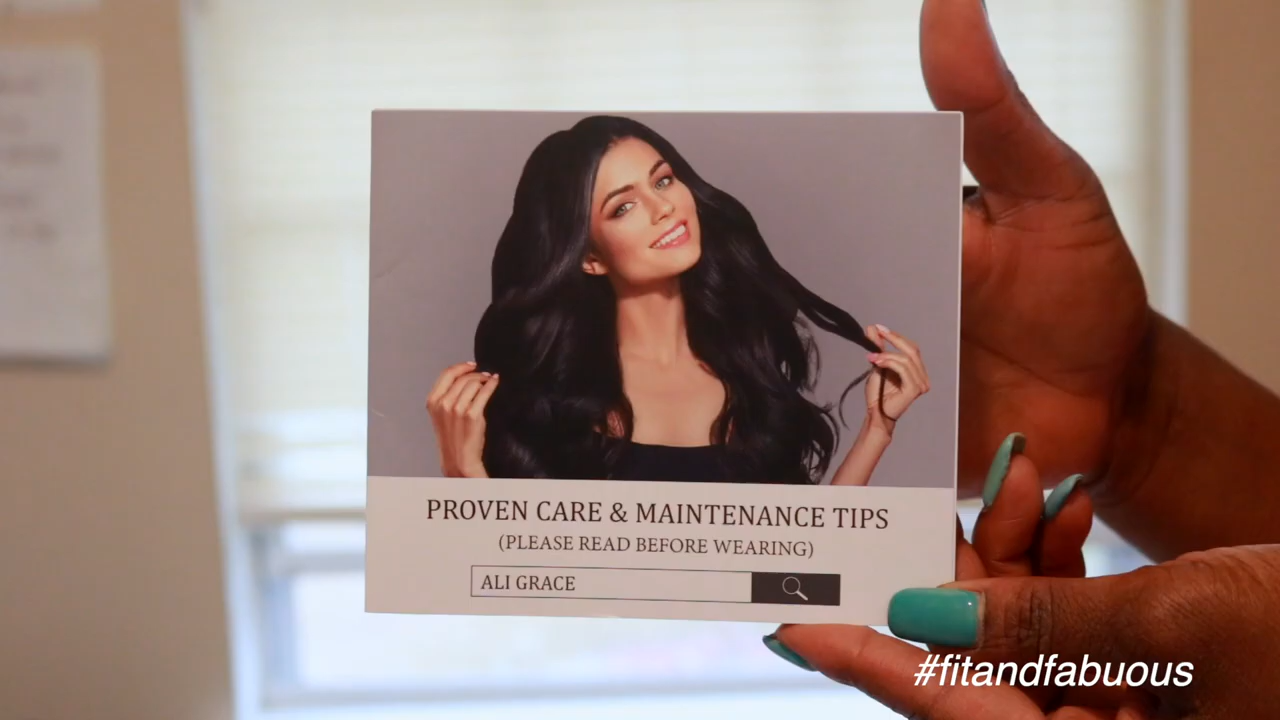 PROVEN CARE & MAINTENANCE TIPS
(PLEASE READ BEFORE WEARING)
ALI GRACE
#fitandfabuous